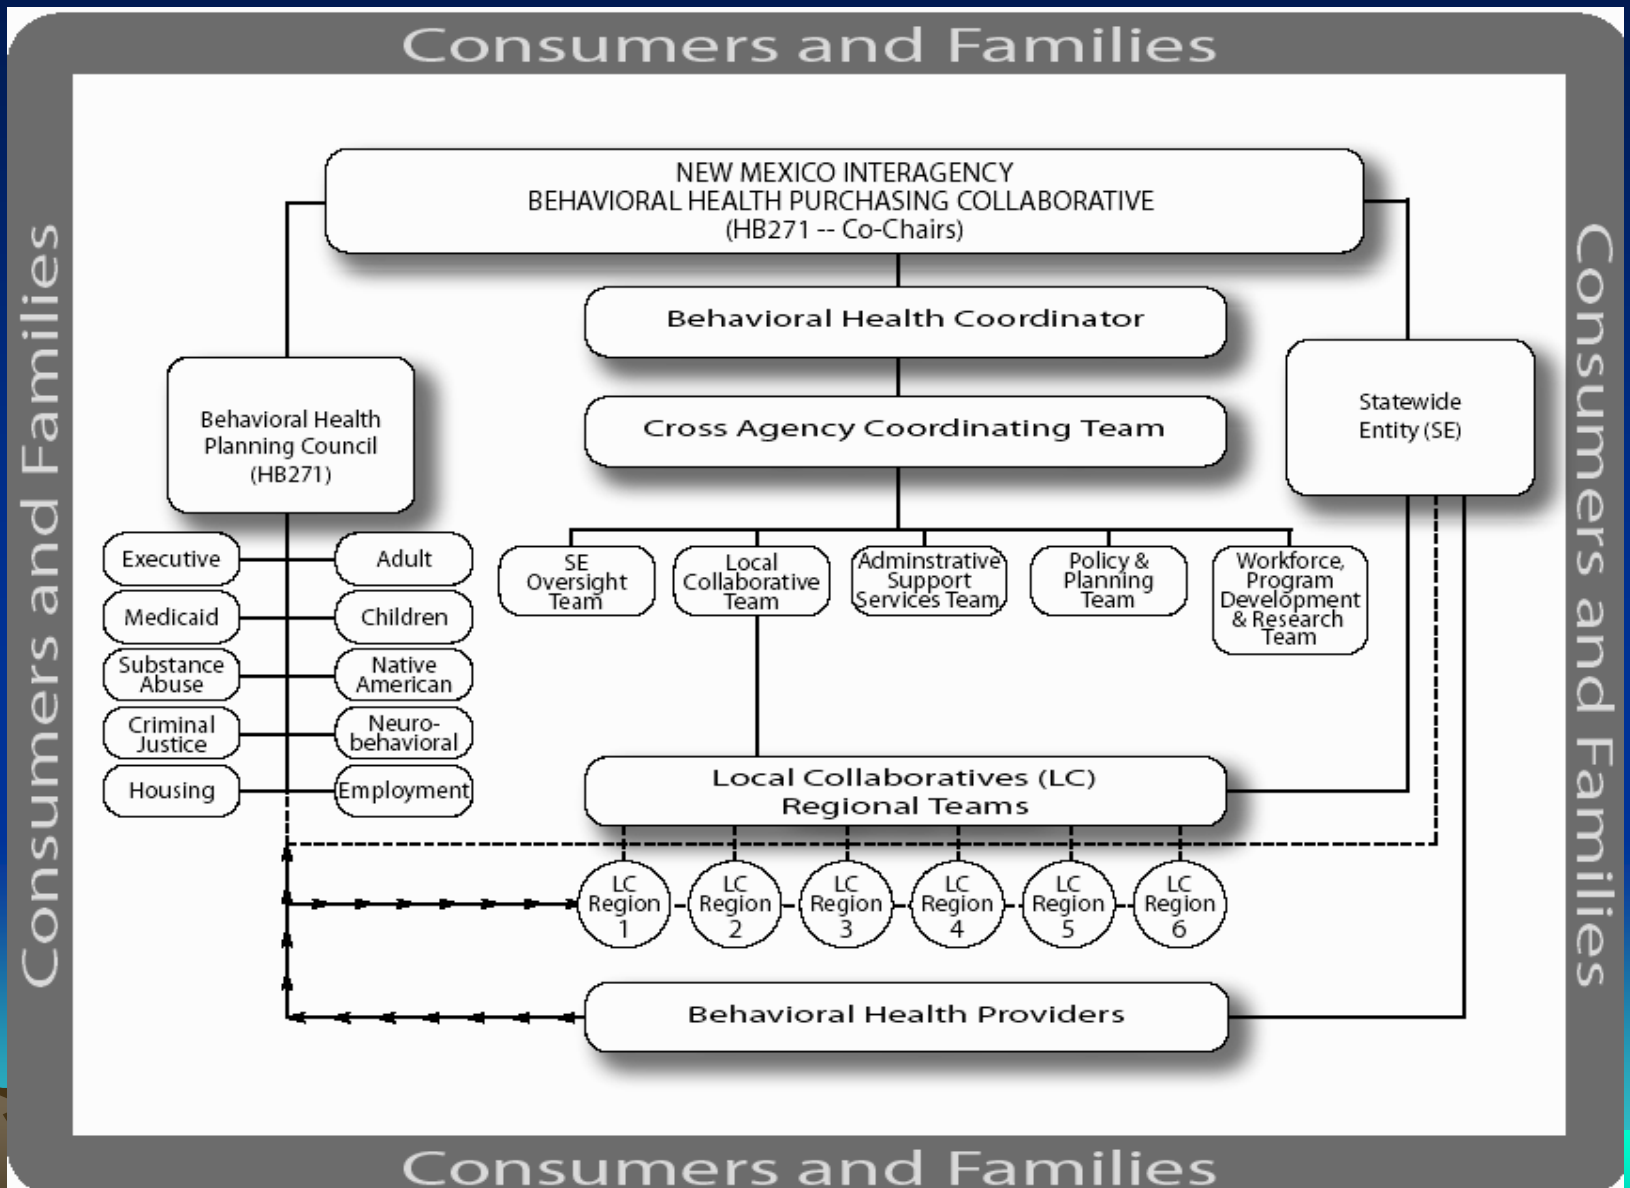 Consumers and Families
Consumers and Families
Consumers and Families
NEW MEXICO INTERAGENCY
BEHAVIORAL HEALTH PURCHASING COLLABORATIVE
(HB271 -- Co-Chairs)
Behavioral Health Coordinator
Behavioral Health
Planning Council
(HB271)
Cross Agency Coordinating Team
Statewide
Entity (SE)
Executive
Adult
Medicaid
Children
Substance
Abuse
Native
American
Criminal
Justice
Neuro-
behavioral
Housing
Employment
SE
Oversight
Team
Local
Collaborative
Team
Adminstrative
Support
Services Team
Policy &
Planning
Team
Workforce,
Program
Development
& Research
Team
Local Collaboratives (LC)
Regional Teams
LC
Region
1
LC
Region
2
LC
Region
3
LC
Region
4
LC
Region
5
LC
Region
6
Behavioral Health Providers
Consumers and Families